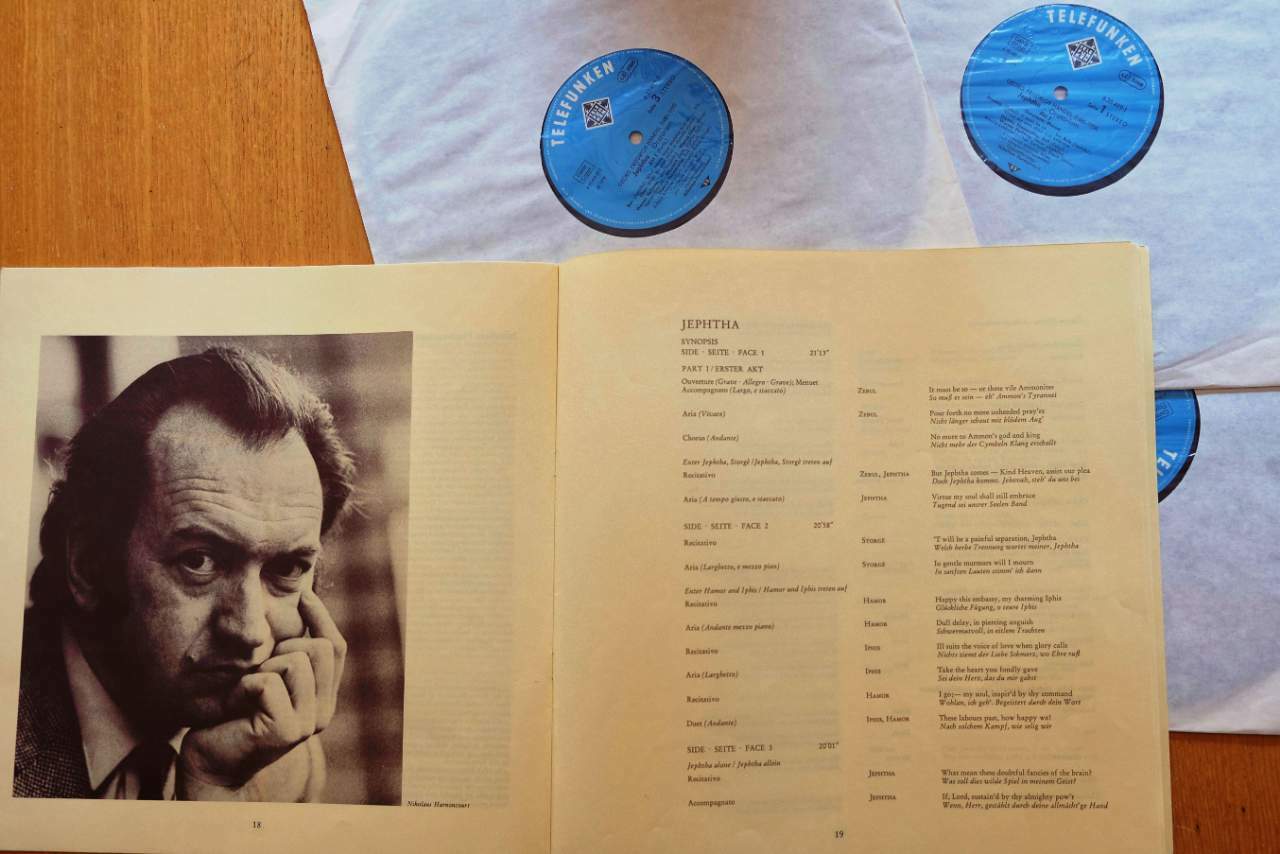 TELEFUNKEN
Seite 3 STEREO
TELEFUNKEN
Seite 1 STEREO
TELE
Nikolaus Harnoncourt
18
JEPHTHA
SYNOPSIS
SIDE · SEITE · FACE 1 21'13"
PART I / ERSTER AKT
Ouverture (Grave · Allegro · Grave); Menuet
Accompagnato (Largo, e staccato) ZEBUL It must be so — or these vile Ammonites
So muß es sein — eh' Ammon's Tyrannei
Aria (Vivace) ZEBUL Pour forth no more unheeded pray'rs
Nicht länger schaut mit blödem Aug'
Chorus (Andante) No more to Ammon's god and king
Nicht mehr der Cymbeln Klang erschallt
Enter Jephtha, Storgè / Jephtha, Storgè treten auf
Recitativo ZEBUL, JEPHTHA But Jephtha comes — Kind Heaven, assist our plea
Doch Jephtha kommt. Jehovah, steh' du uns bei
Aria (A tempo giusto, e staccato) JEPHTHA Virtue my soul shall still embrace
Tugend sei unsrer Seelen Band
SIDE · SEITE · FACE 2 20'58"
Recitativo STORGÈ 'T will be a painful separation, Jephtha
Welch herbe Trennung wartet meiner, Jephtha
Aria (Larghetto, e mezzo pian) STORGÈ In gentle murmurs will I mourn
In sanften Lauten stimm' ich dann
Enter Hamor and Iphis / Hamor und Iphis treten auf
Recitativo HAMOR Happy this embassy, my charming Iphis
Glückliche Fügung, o teure Iphis
Aria (Andante mezzo piano) HAMOR Dull delay, in piercing anguish
Schwermutvoll, in eitlem Trachten
Recitativo IPHIS Ill suits the voice of love when glory calls
Nichts ziemt der Liebe Schmerz, wo Ehre ruft
Aria (Larghetto) IPHIS Take the heart you fondly gave
Sei dein Herz, das du mir gabst
Recitativo HAMOR I go;— my soul, inspir'd by thy command
Wohlan, ich geh'. Begeistert durch dein Wort
Duet (Andante) IPHIS, HAMOR These labours past, how happy we!
Nach solchem Kampf, wie selig wir
SIDE · SEITE · FACE 3 20'01"
Jephtha alone / Jephtha allein
Recitativo JEPHTHA What mean these doubtful fancies of the brain?
Was soll dies wilde Spiel in meinem Geist?
Accompagnato JEPHTHA If, Lord, sustain'd by thy almighty pow'r
Wenn, Herr, gestählt durch deine allmächt'ge Hand
19